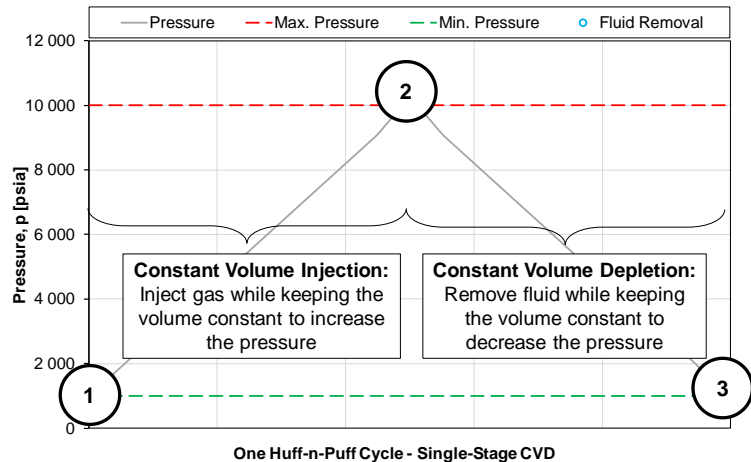 Pressure Max. Pressure Min. Pressure Fluid Removal
12 000
10 000
8 000
6 000
4 000
2 000
0
Pressure, p [psia]
2
Constant Volume Injection:
Inject gas while keeping the
volume constant to increase
the pressure
Constant Volume Depletion:
Remove fluid while keeping
the volume constant to
decrease the pressure
1
3
One Huff-n-Puff Cycle - Single-Stage CVD